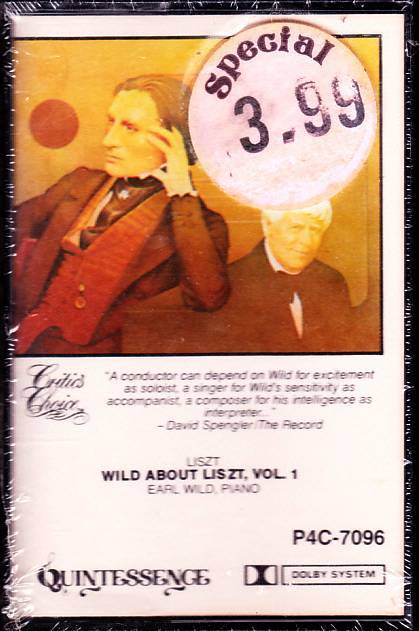 Special
3.99
Critic's
Choice
"A conductor can depend on Wild for excitement
as soloist, a singer for Wild's sensitivity as
accompanist, a composer for his intelligence as
interpreter..."
– David Spengler/The Record
LISZT
WILD ABOUT LISZT, VOL. 1
EARL WILD, PIANO
P4C-7096
QUINTESSENCE
DOLBY SYSTEM